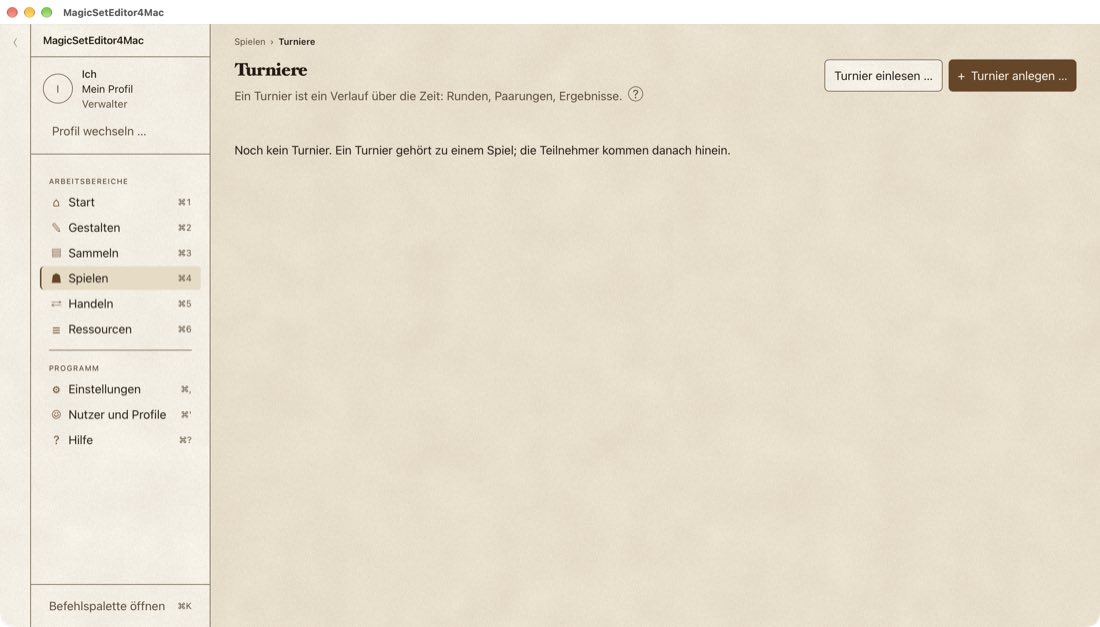 MagicSetEditor4Mac
MagicSetEditor4Mac
I
Ich
Mein Profil
Verwalter
Profil wechseln ...
ARBEITSBEREICHE
Start ⌘1
Gestalten ⌘2
Sammeln ⌘3
Spielen ⌘4
Handeln ⌘5
Ressourcen ⌘6
PROGRAMM
Einstellungen ⌘,
Nutzer und Profile ⌘'
? Hilfe ⌘?
Befehlspalette öffnen ⌘K
Spielen › Turniere
Turniere
Ein Turnier ist ein Verlauf über die Zeit: Runden, Paarungen, Ergebnisse. ?
Turnier einlesen ...
+ Turnier anlegen ...
Noch kein Turnier. Ein Turnier gehört zu einem Spiel; die Teilnehmer kommen danach hinein.